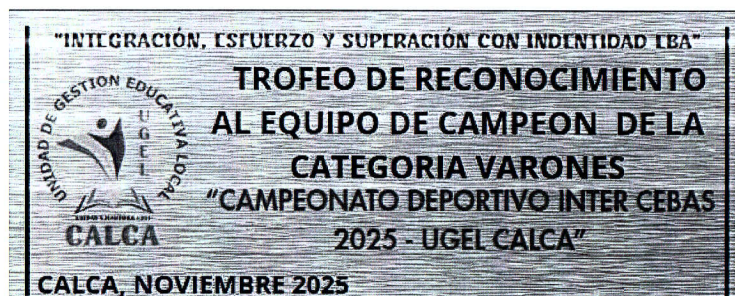 "INTEGRACIÓN, ESFUERZO Y SUPERACIÓN CON INDENTIDAD EBA"
UNIDAD DE GESTION EDUCATIVA LOCAL
UGEL
CALCA
TROFEO DE RECONOCIMIENTO
AL EQUIPO DE CAMPEON DE LA
CATEGORIA VARONES
"CAMPEONATO DEPORTIVO INTER CEBAS
2025 - UGEL CALCA"
CALCA, NOVIEMBRE 2025